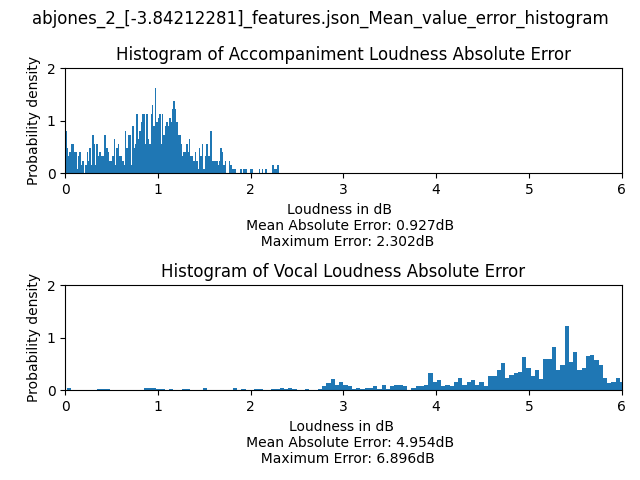 abjones_2_[-3.84212281]_features.json_Mean_value_error_histogram
Histogram of Accompaniment Loudness Absolute Error
Probability density
2
1
0
0 1 2 3 4 5 6
Loudness in dB
Mean Absolute Error: 0.927dB
Maximum Error: 2.302dB
Histogram of Vocal Loudness Absolute Error
Probability density
2
1
0
0 1 2 3 4 5 6
Loudness in dB
Mean Absolute Error: 4.954dB
Maximum Error: 6.896dB